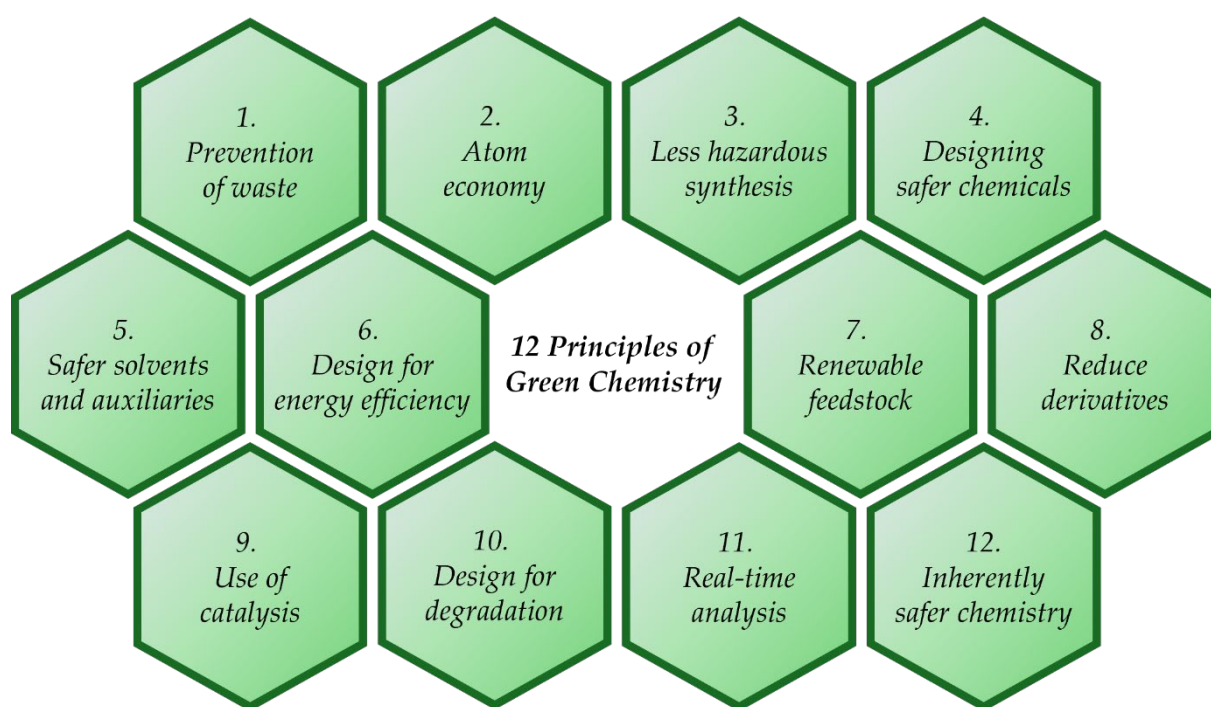 1.
Prevention
of waste
2.
Atom
economy
3.
Less hazardous
synthesis
4.
Designing
safer chemicals
5.
Safer solvents
and auxiliaries
6.
Design for
energy efficiency
12 Principles of
Green Chemistry
7.
Renewable
feedstock
8.
Reduce
derivatives
9.
Use of
catalysis
10.
Design for
degradation
11.
Real-time
analysis
12.
Inherently
safer chemistry